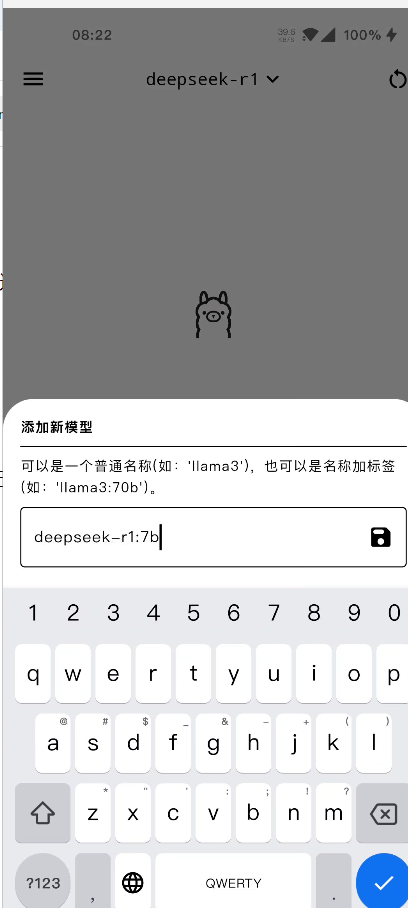 08:22 39.6 KB/S 100%
deepseek-r1
添加新模型
可以是一个普通名称(如：'llama3')，也可以是名称加标签
(如：'llama3:70b')。
deepseek-r1:7b
1 2 3 4 5 6 7 8 9 0
q w e r t y u i o p
@ # $ _ & - + ( )
a s d f g h j k l
* " ' : ; ! ?
z x c v b n m
?123 , QWERTY .